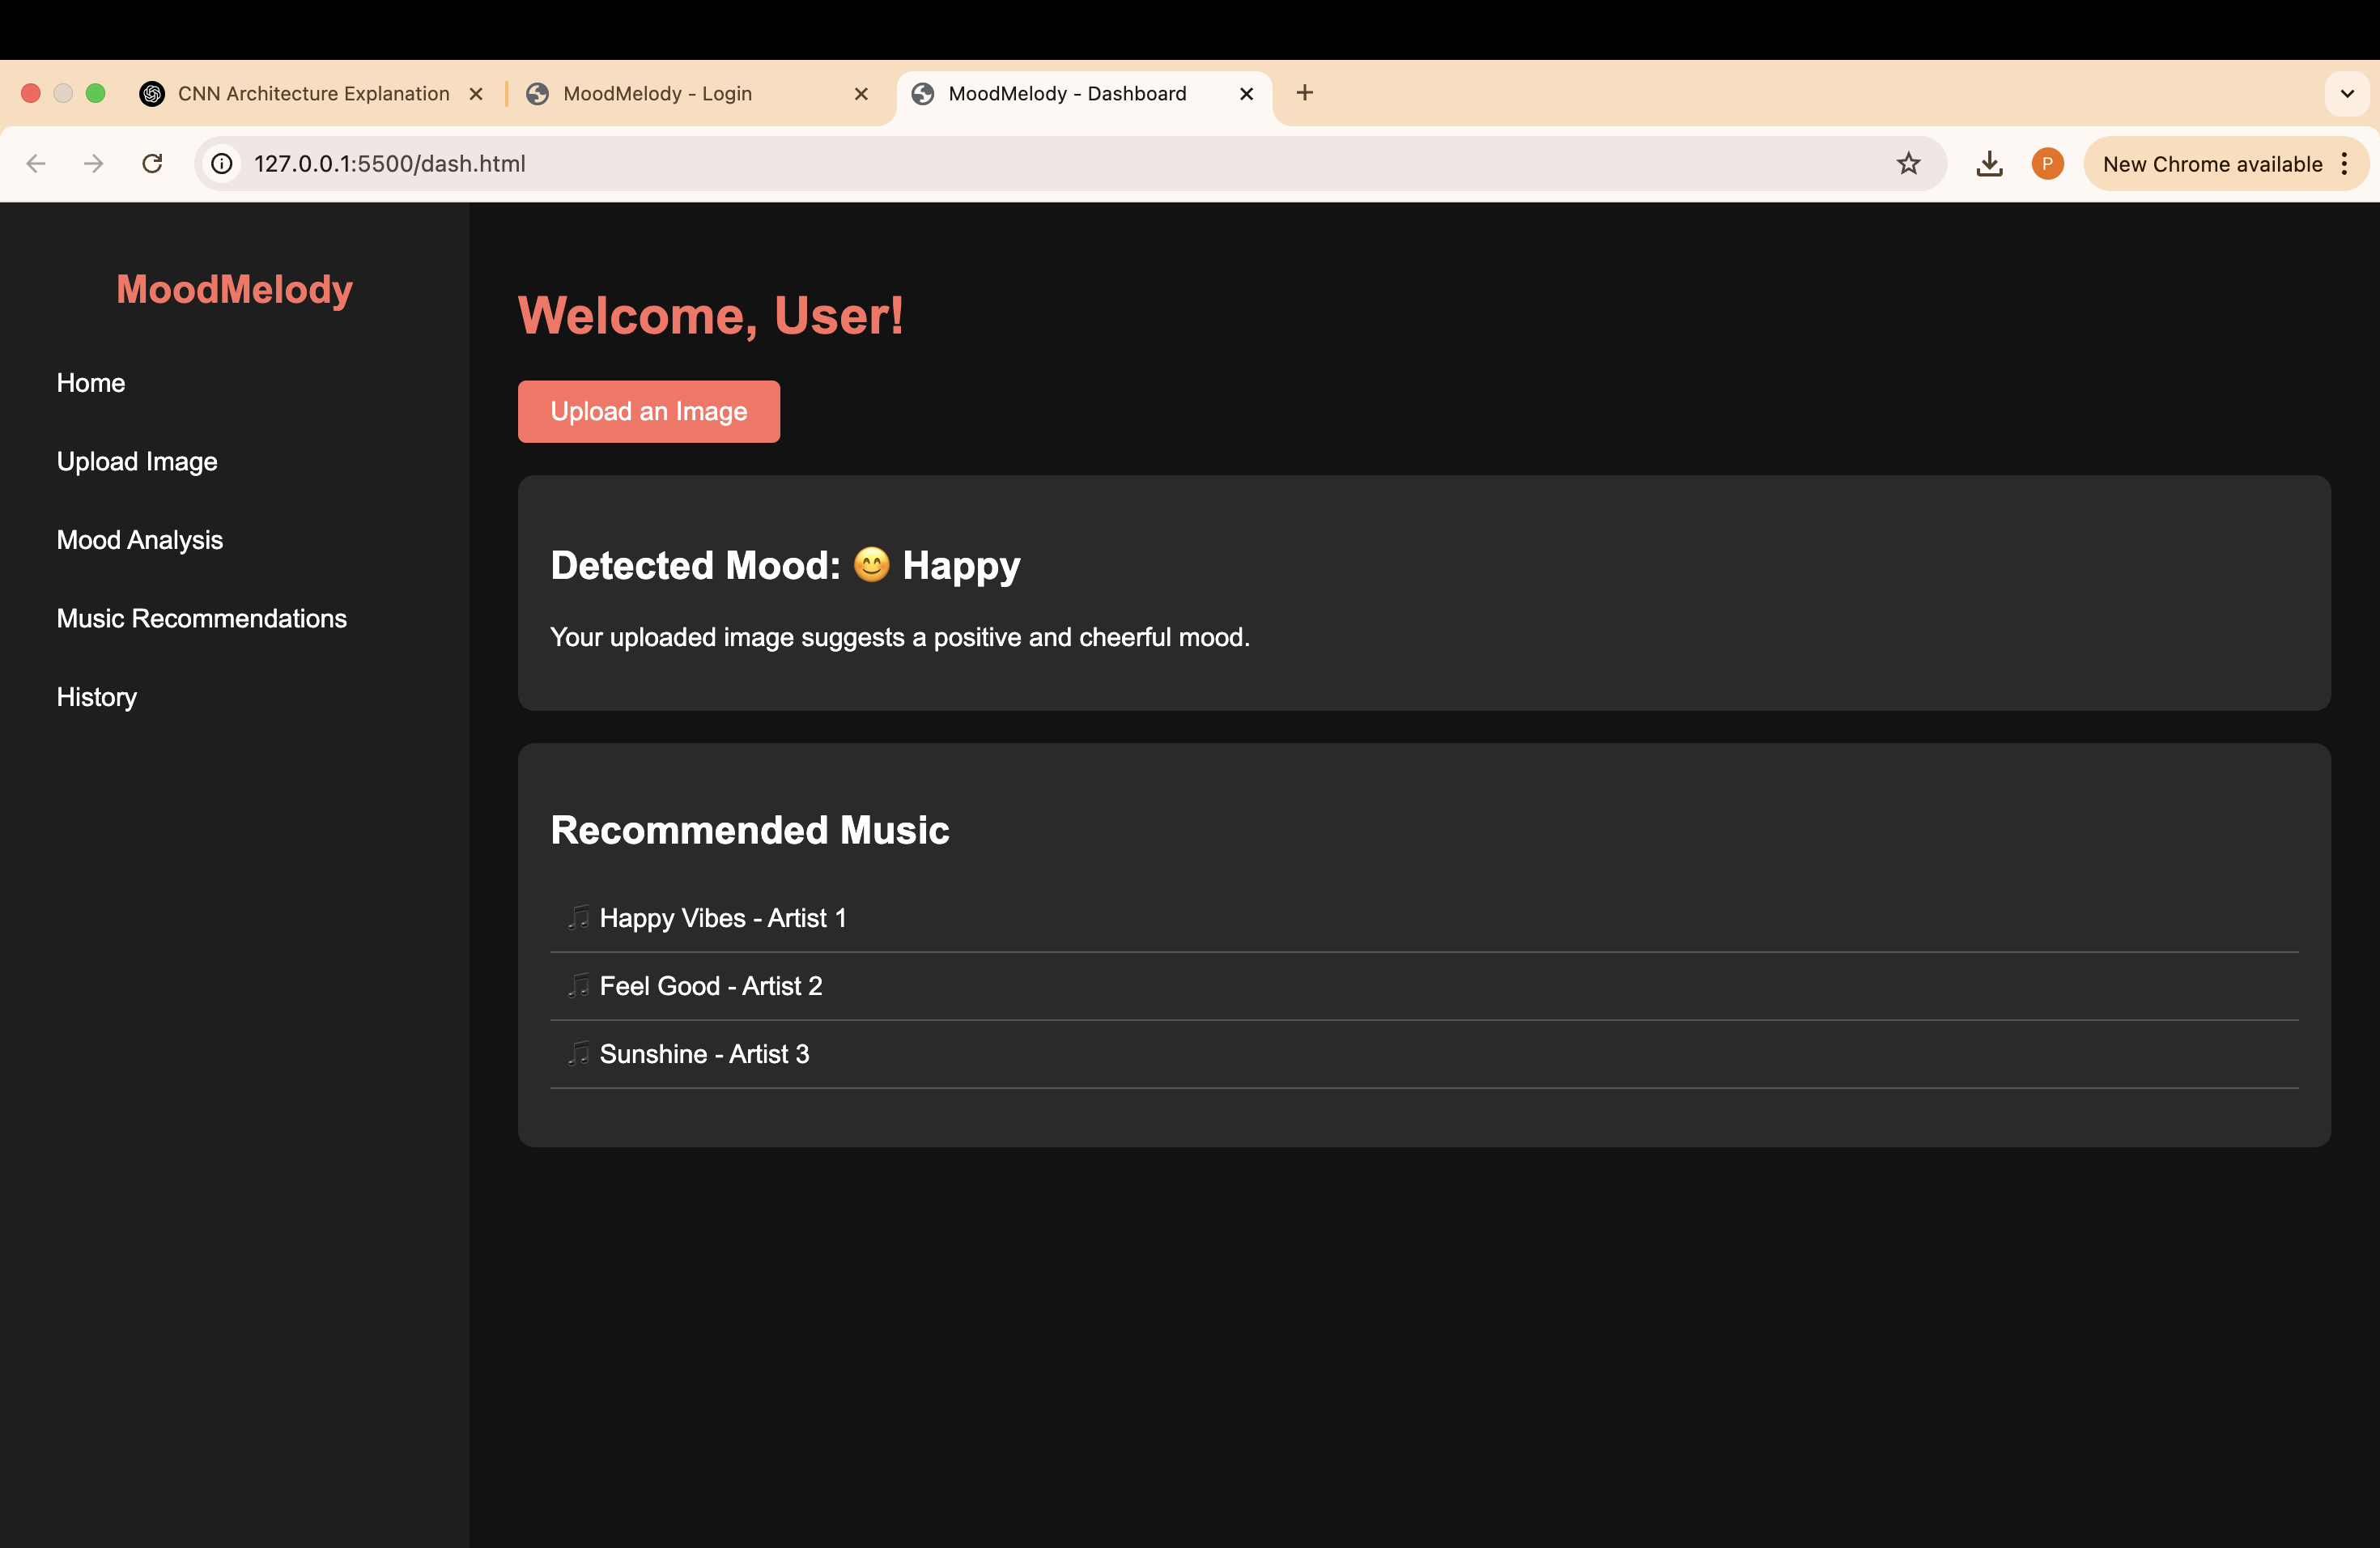 CNN Architecture Explanation
MoodMelody - Login
MoodMelody - Dashboard
127.0.0.1:5500/dash.html
P
New Chrome available
MoodMelody
Home
Upload Image
Mood Analysis
Music Recommendations
History
Welcome, User!
Upload an Image
Detected Mood: 😊 Happy
Your uploaded image suggests a positive and cheerful mood.
Recommended Music
🎵 Happy Vibes - Artist 1
🎵 Feel Good - Artist 2
🎵 Sunshine - Artist 3